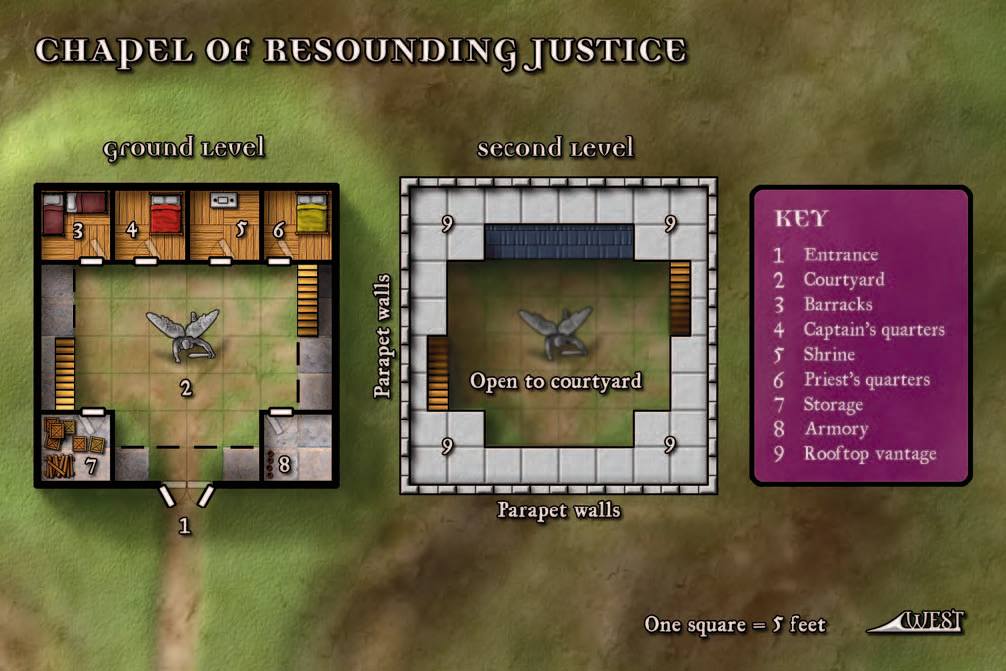 CHAPEL OF RESOUNDING JUSTICE
Ground Level
Second Level
3
4
5
6
2
7
8
1
Parapet walls
9
9
Open to courtyard
9
9
Parapet walls
KEY
1 Entrance
2 Courtyard
3 Barracks
4 Captain's quarters
5 Shrine
6 Priest's quarters
7 Storage
8 Armory
9 Rooftop vantage
One square = 5 feet
WEST